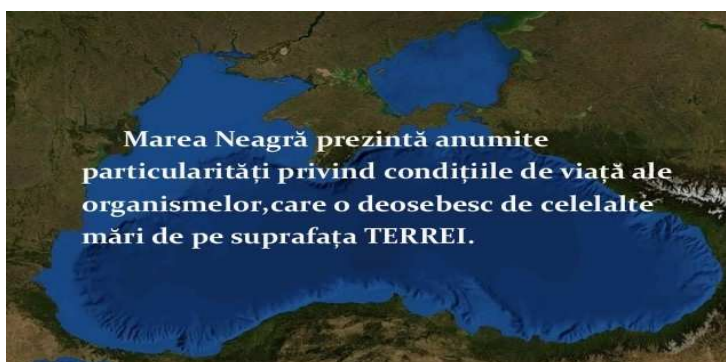 Marea Neagră prezintă anumite
particularități privind condițiile de viață ale
organismelor,care o deosebesc de celelalte
mări de pe suprafața TERREI.